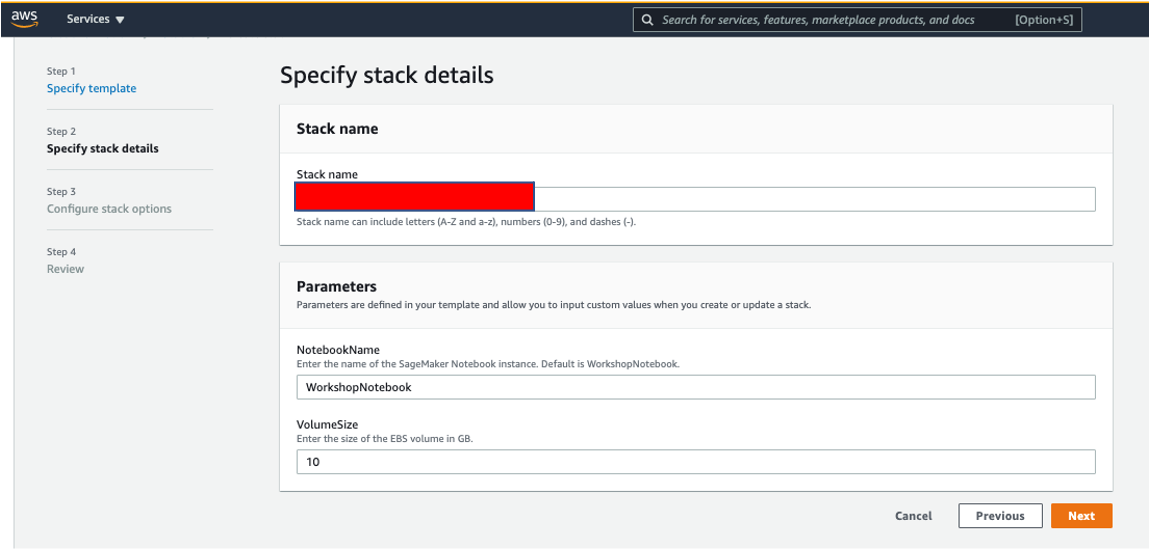 aws Services Search for services, features, marketplace products, and docs [Option+S]
Step 1
Specify template
Step 2
Specify stack details
Step 3
Configure stack options
Step 4
Review
Specify stack details
Stack name
Stack name
Stack name can include letters (A-Z and a-z), numbers (0-9), and dashes (-).
Parameters
Parameters are defined in your template and allow you to input custom values when you create or update a stack.
NotebookName
Enter the name of the SageMaker Notebook instance. Default is WorkshopNotebook.
WorkshopNotebook
VolumeSize
Enter the size of the EBS volume in GB.
10
Cancel Previous Next